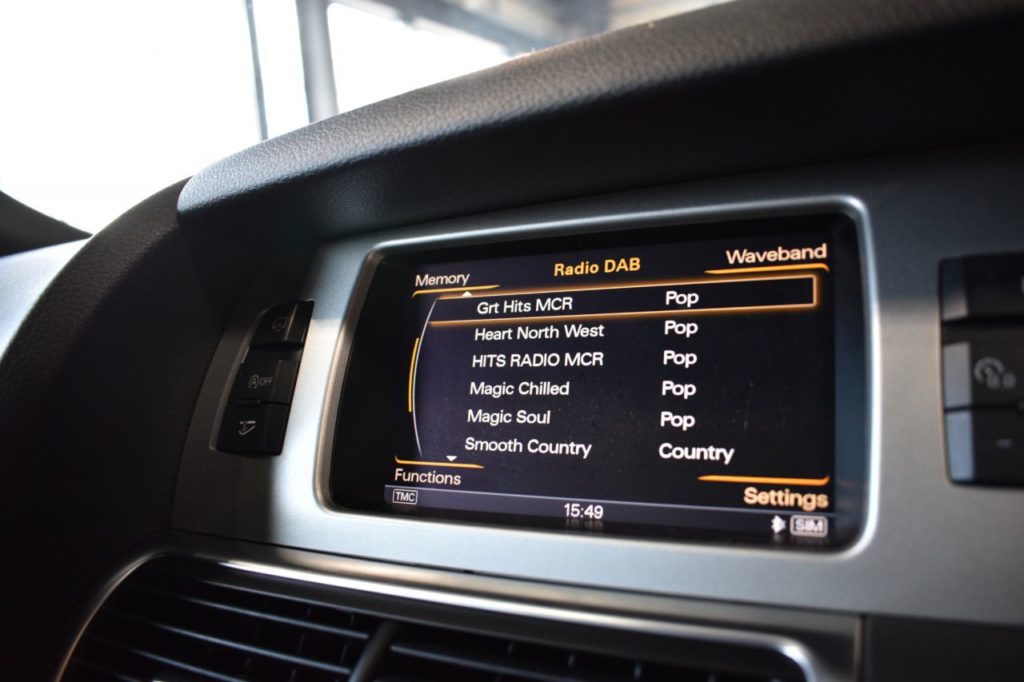 Radio DAB
Memory
Waveband
Grt Hits MCR Pop
Heart North West Pop
HITS RADIO MCR Pop
Magic Chilled Pop
Magic Soul Pop
Smooth Country Country
Functions
Settings
TMC
15:49
SIM
OFF